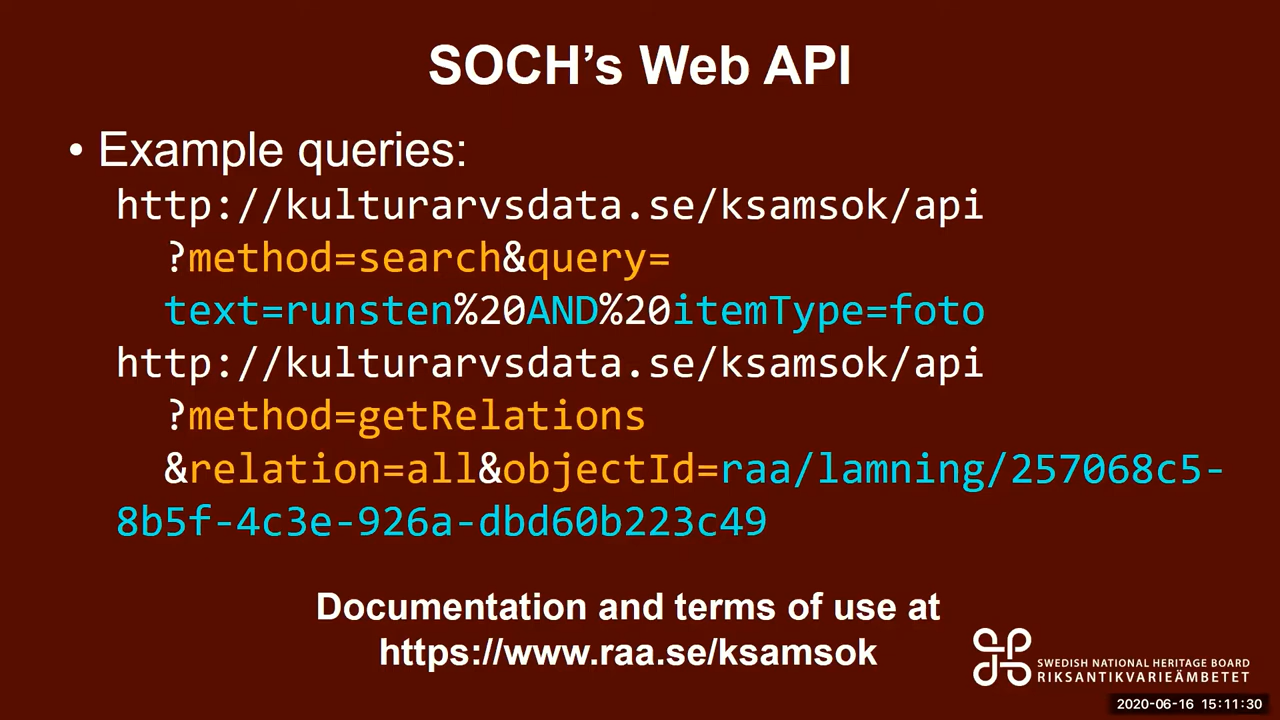 SOCH’s Web API
• Example queries:
http://kulturarvsdata.se/ksamsok/api
?method=search&query=
text=runsten%20AND%20itemType=foto
http://kulturarvsdata.se/ksamsok/api
?method=getRelations
&relation=all&objectId=raa/lamning/257068c5-
8b5f-4c3e-926a-dbd60b223c49
Documentation and terms of use at
https://www.raa.se/ksamsok
SWEDISH NATIONAL HERITAGE BOARD
RIKSANTIKVARIEÄMBETET
2020-06-16 15:11:30